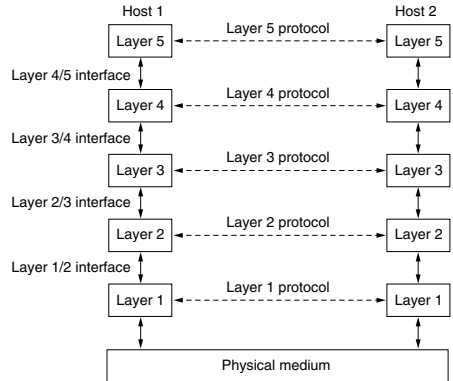 Host 1 Host 2
Layer 5 Layer 5 protocol Layer 5
Layer 4/5 interface
Layer 4 Layer 4 protocol Layer 4
Layer 3/4 interface
Layer 3 Layer 3 protocol Layer 3
Layer 2/3 interface
Layer 2 Layer 2 protocol Layer 2
Layer 1/2 interface
Layer 1 Layer 1 protocol Layer 1
Physical medium